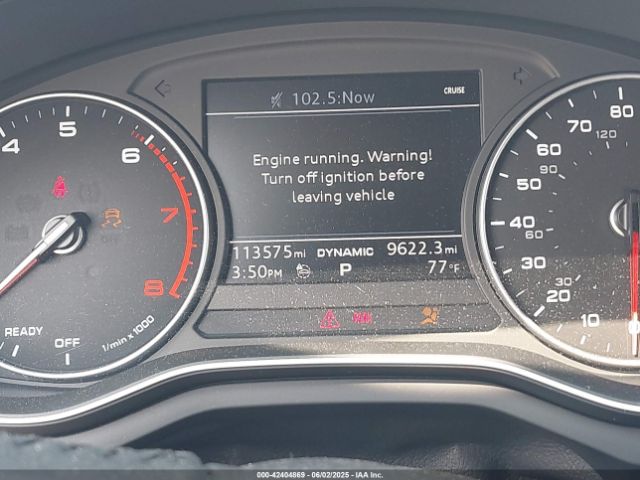 102.5:Now
CRUISE
Engine running. Warning!
Turn off ignition before
leaving vehicle
113575mi DYNAMIC 9622.3mi
3:50PM P 77°F
4 5 6 7 8
READY
OFF
1/min x 1000
OFF
10 20 30 40 50 60 70 80
30 60 90 120
000-42404869 - 06/02/2025 - IAA Inc.